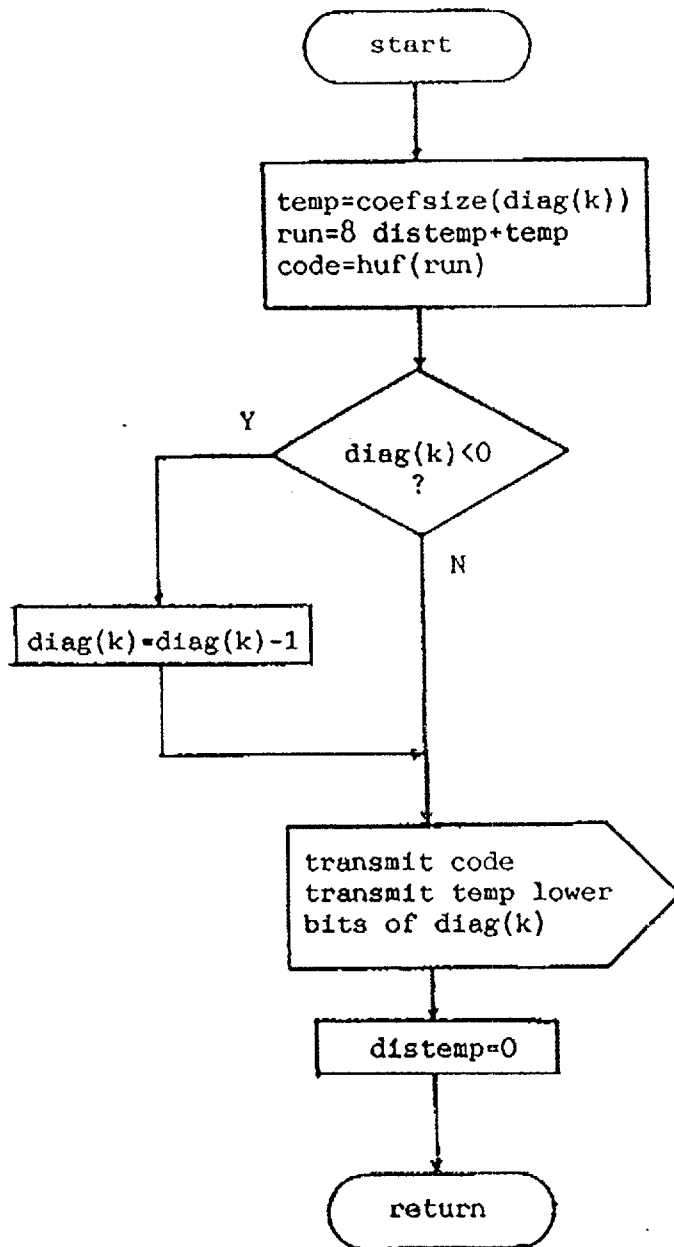 start
temp=coefsize(diag(k))
run=8 distemp+temp
code=huf(run)
Y
diag(k)<0
?
N
diag(k)=diag(k)-1
transmit code
transmit temp lower
bits of diag(k)
distemp=0
return